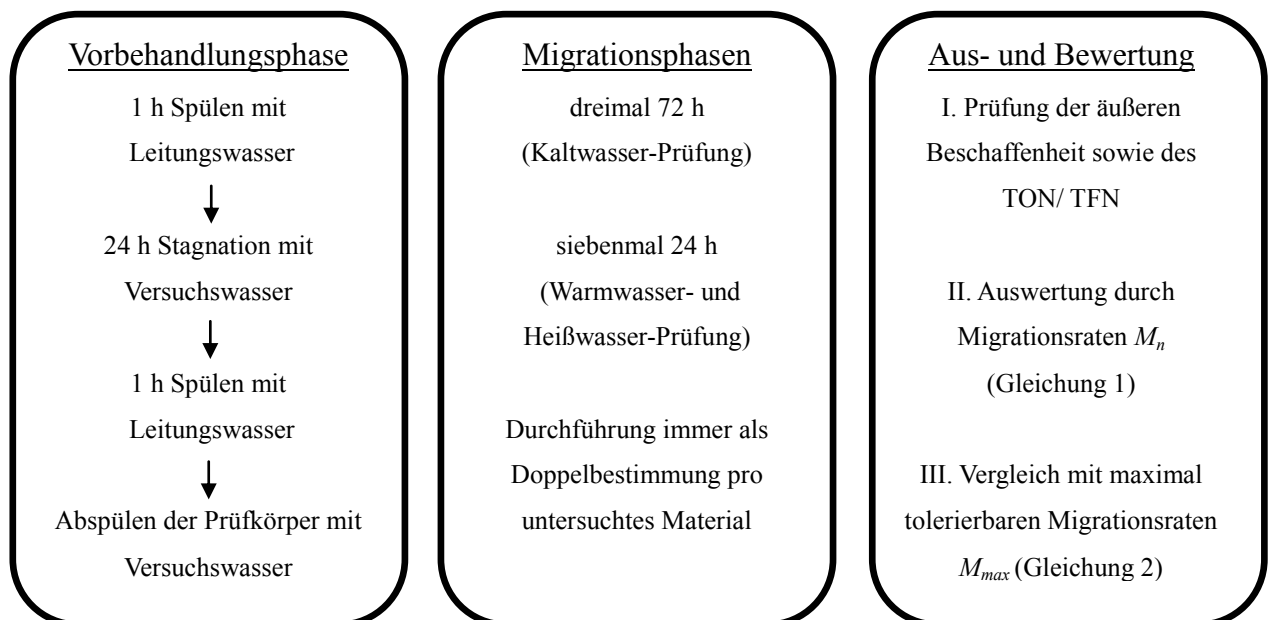 Vorbehandlungsphase
1 h Spülen mit
Leitungswasser
24 h Stagnation mit
Versuchswasser
1 h Spülen mit
Leitungswasser
Abspülen der Prüfkörper mit
Versuchswasser
Migrationsphasen
dreimal 72 h
(Kaltwasser-Prüfung)
siebenmal 24 h
(Warmwasser- und
Heißwasser-Prüfung)
Durchführung immer als
Doppelbestimmung pro
untersuchtes Material
Aus- und Bewertung
I. Prüfung der äußeren
Beschaffenheit sowie des
TON/ TFN
II. Auswertung durch
Migrationsraten Mn
(Gleichung 1)
III. Vergleich mit maximal
tolerierbaren Migrationsraten
Mmax (Gleichung 2)